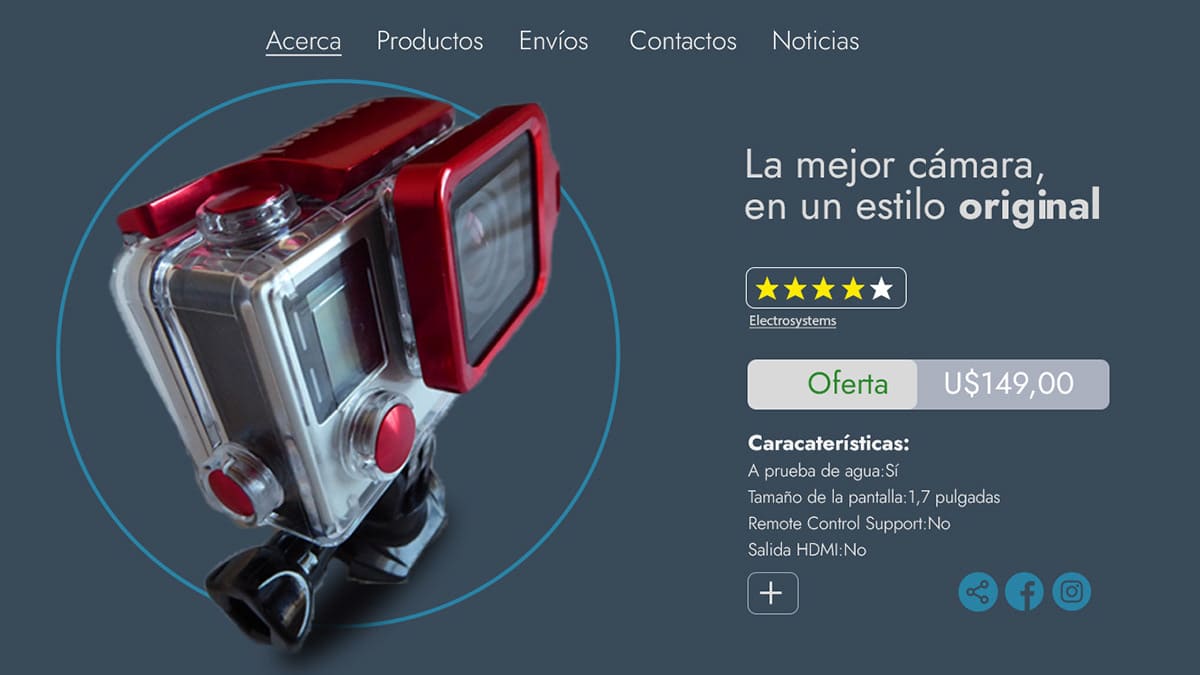 Acerca Productos Envíos Contactos Noticias
La mejor cámara,
en un estilo original
Electrosystems
Oferta U$149,00
Caracaterísticas:
A prueba de agua:Sí
Tamaño de la pantalla:1,7 pulgadas
Remote Control Support:No
Salida HDMI:No